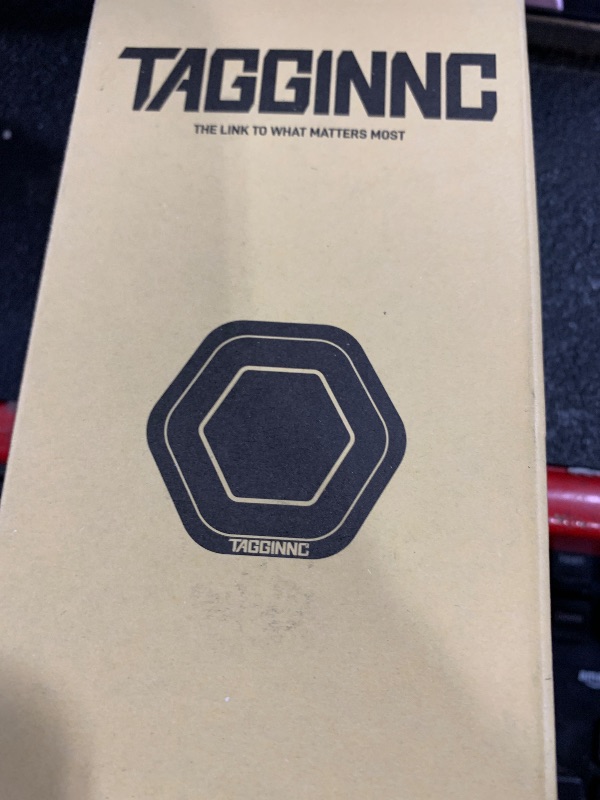 TAGGINNC
THE LINK TO WHAT MATTERS MOST
TAGGINNC